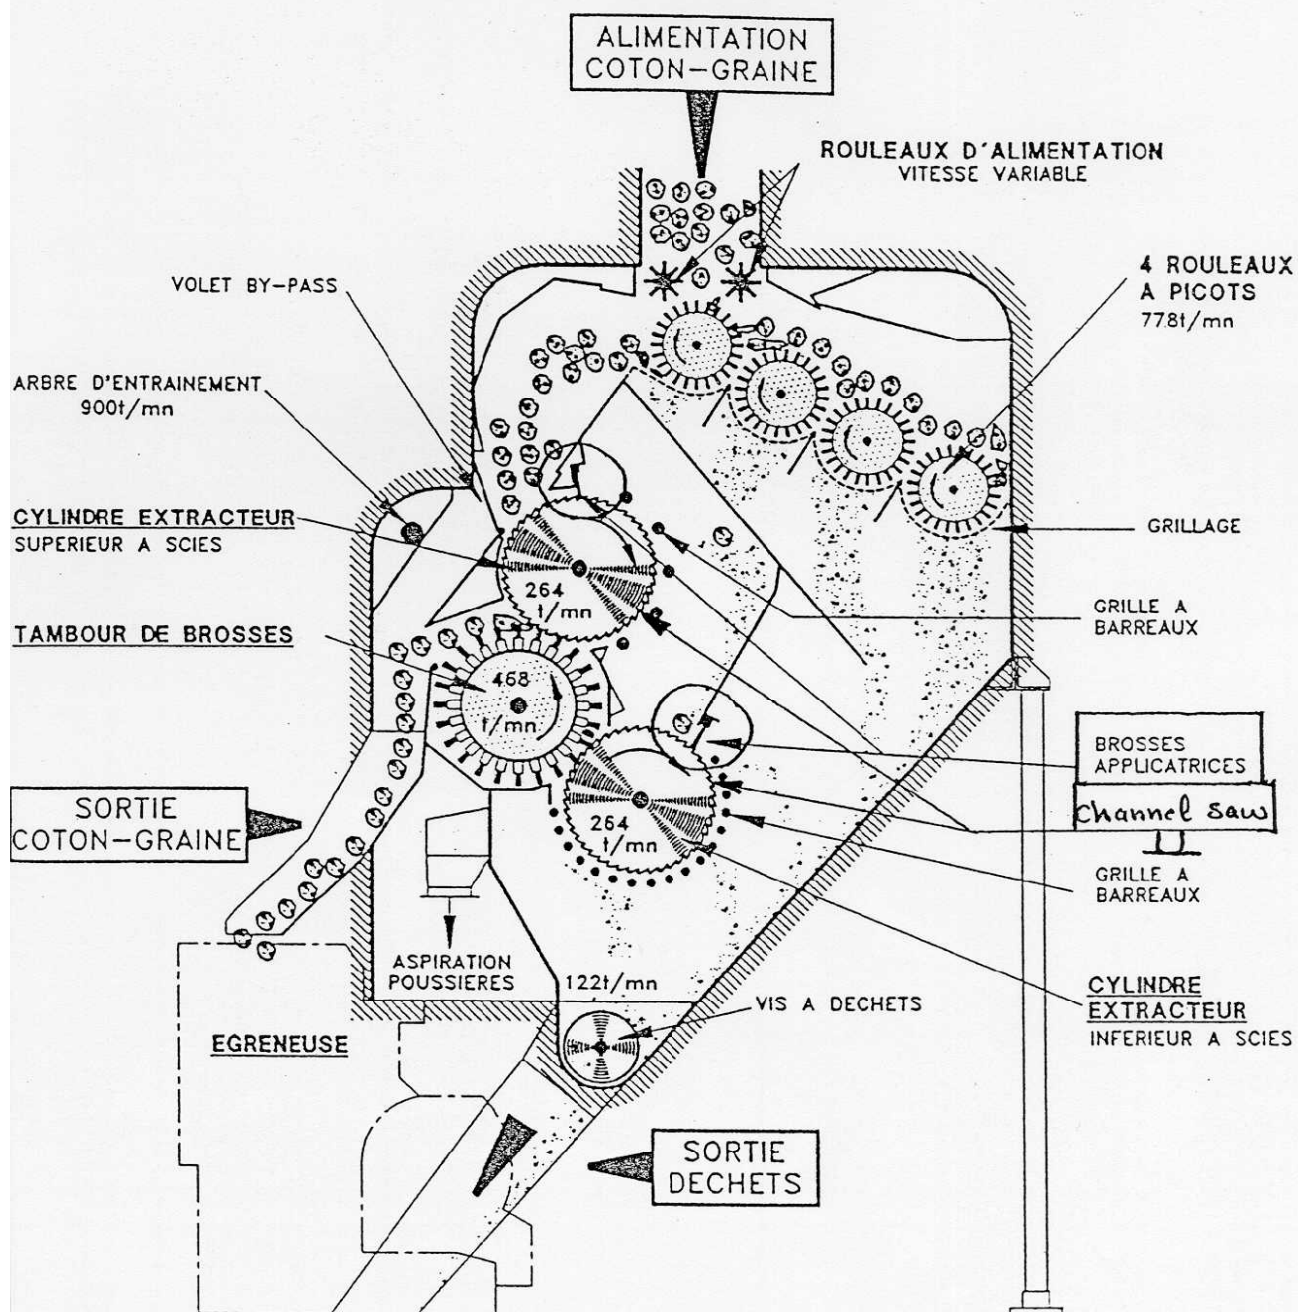 ALIMENTATION
COTON-GRAINE
ROULEAUX D'ALIMENTATION
VITESSE VARIABLE
VOLET BY-PASS
4 ROULEAUX
A PICOTS
778t/mn
ARBRE D'ENTRAINEMENT
900t/mn
CYLINDRE EXTRACTEUR
SUPERIEUR A SCIES
GRILLAGE
264
t/mn
GRILLE A
BARREAUX
TAMBOUR DE BROSSES
468
t/mn
BROSSES
APPLICATRICES
SORTIE
COTON-GRAINE
Channel saw
264
t/mn
GRILLE A
BARREAUX
ASPIRATION
POUSSIERES
122t/mn
VIS A DECHETS
CYLINDRE
EXTRACTEUR
INFERIEUR A SCIES
EGRENEUSE
SORTIE
DECHETS